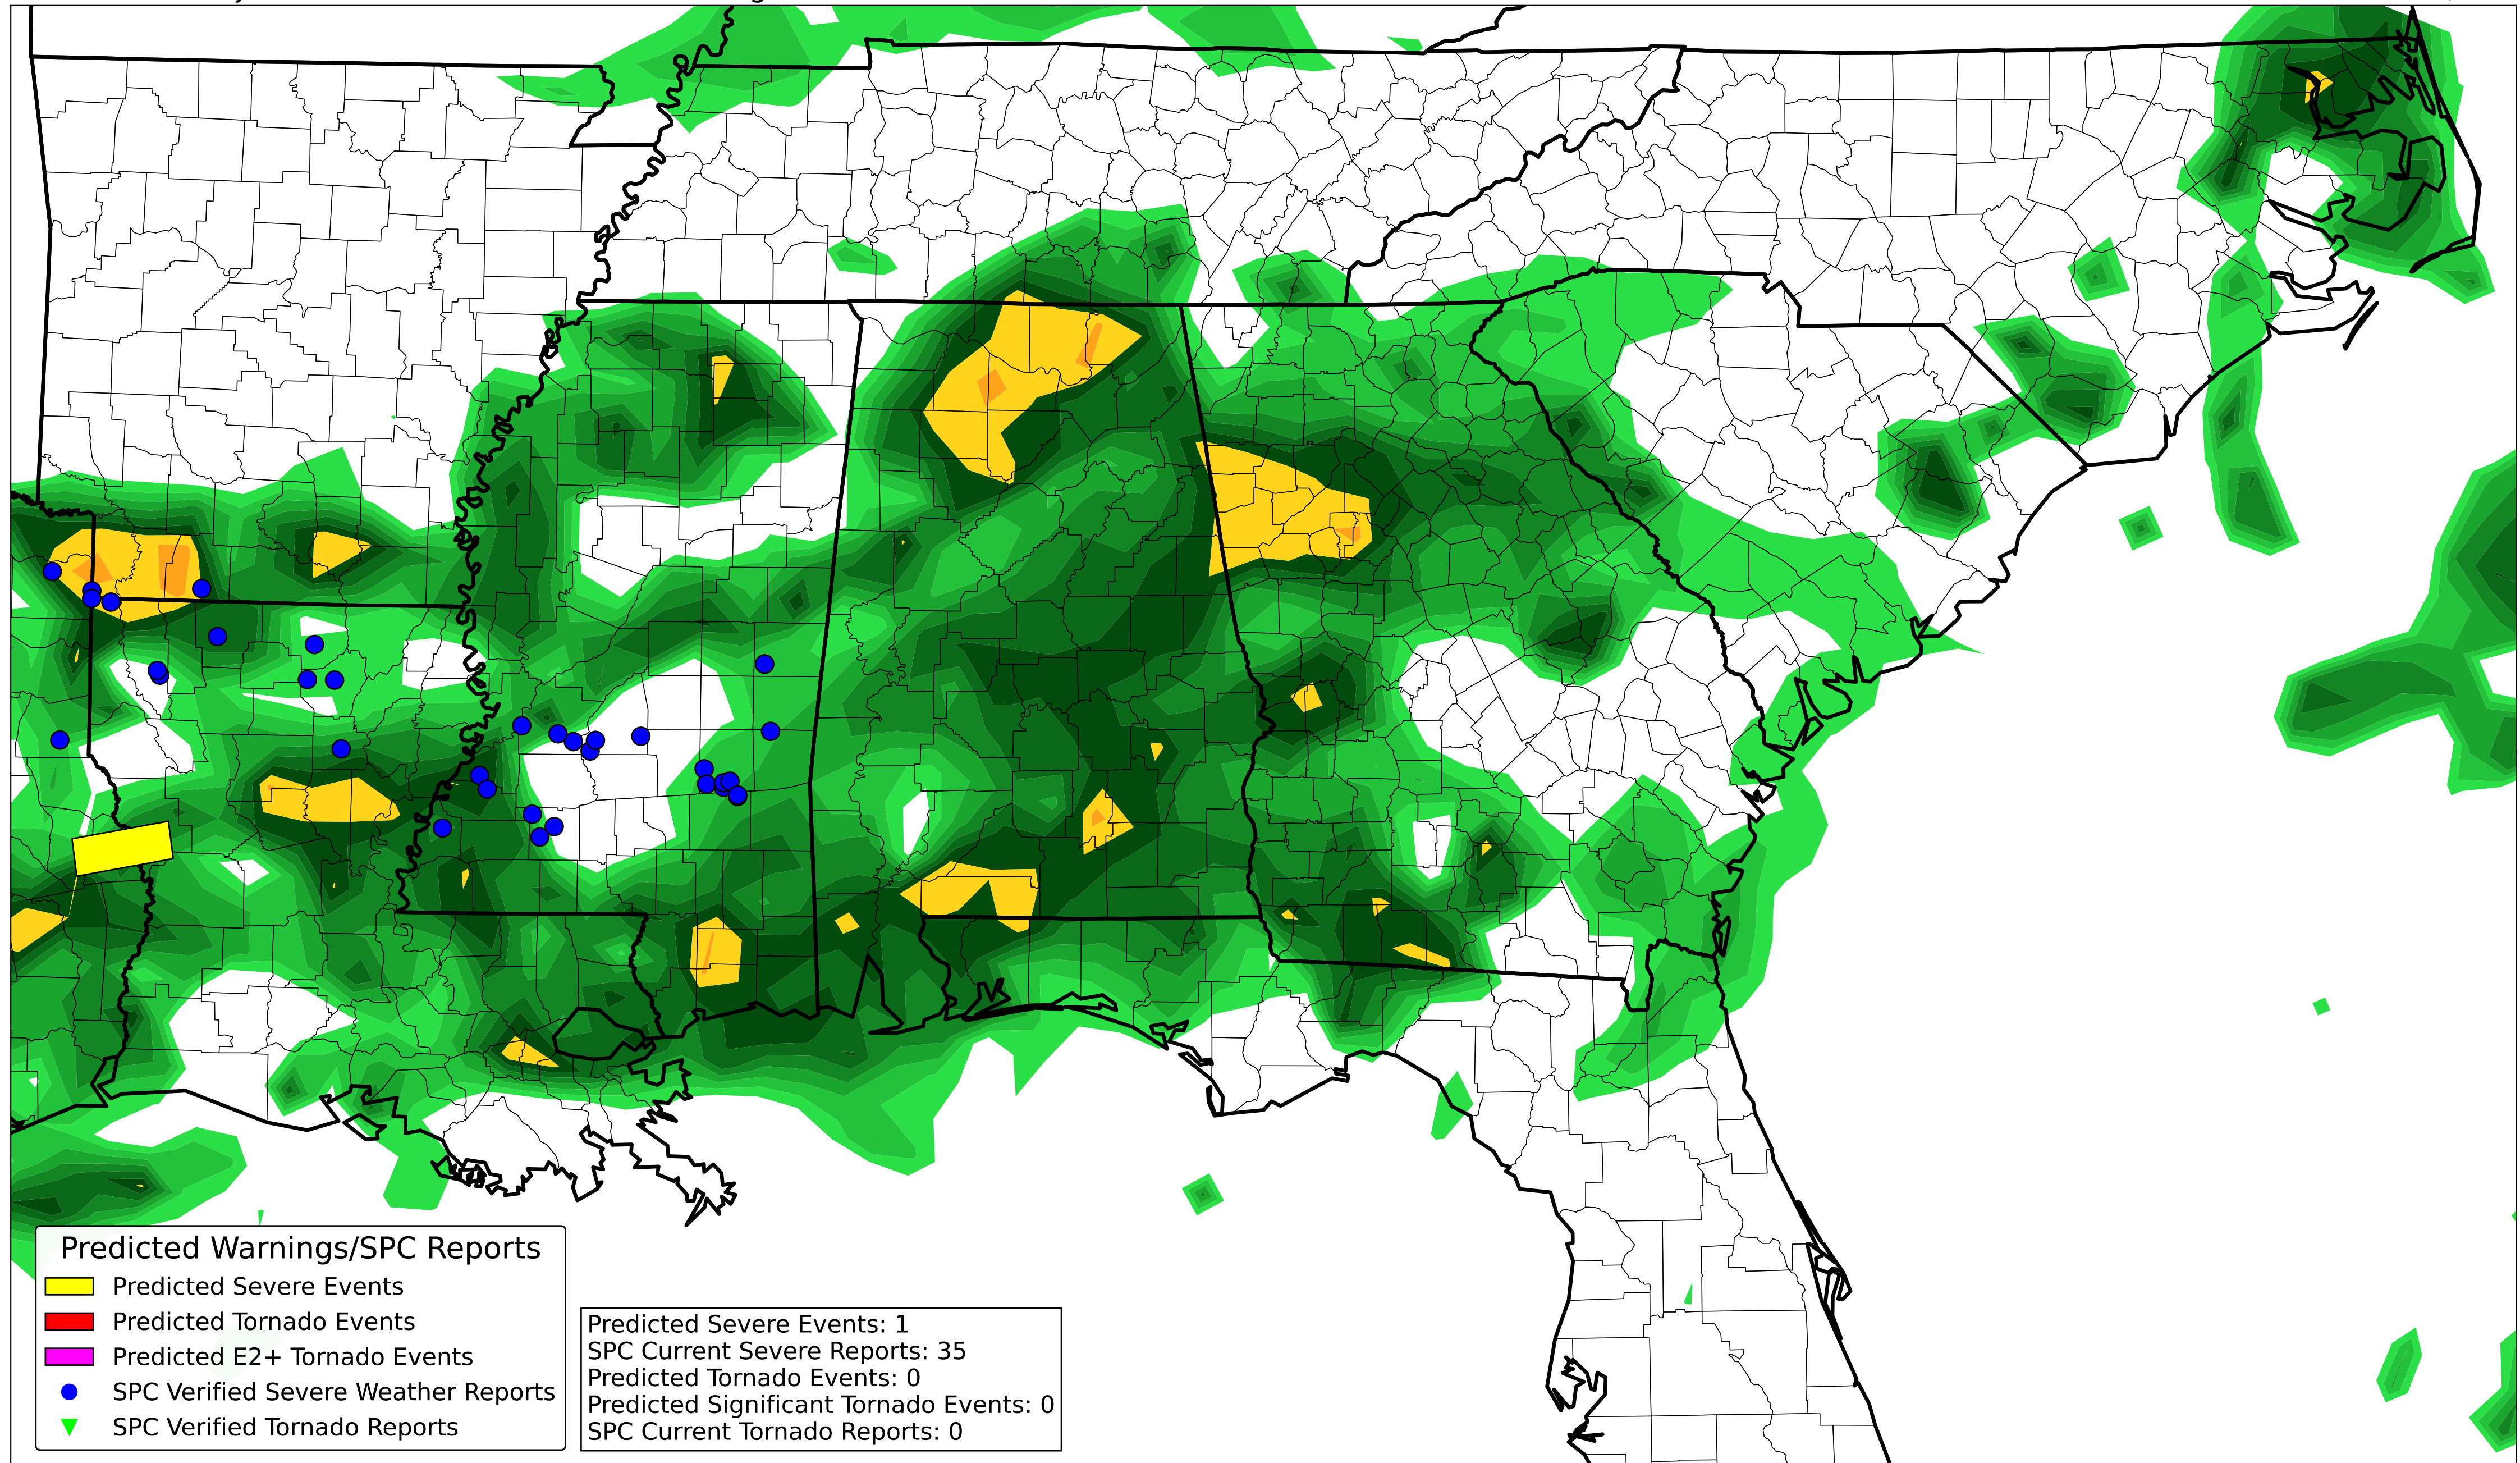 Predicted Warnings/SPC Reports
Predicted Severe Events
Predicted Tornado Events
Predicted E2+ Tornado Events
SPC Verified Severe Weather Reports
SPC Verified Tornado Reports
Predicted Severe Events: 1
SPC Current Severe Reports: 35
Predicted Tornado Events: 0
Predicted Significant Tornado Events: 0
SPC Current Tornado Reports: 0